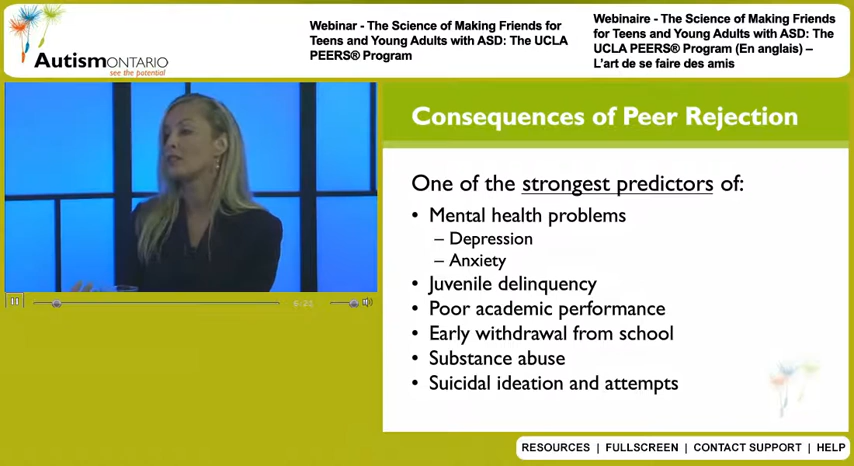 Webinar - The Science of Making Friends for
Teens and Young Adults with ASD: The UCLA
PEERS® Program
Webinaire - The Science of Making Friends
for Teens and Young Adults with ASD: The
UCLA PEERS® Program (En anglais) –
L'art de se faire des amis
AutismONTARIO
see the potential
Consequences of Peer Rejection
One of the strongest predictors of:
• Mental health problems
– Depression
– Anxiety
• Juvenile delinquency
• Poor academic performance
• Early withdrawal from school
• Substance abuse
• Suicidal ideation and attempts
RESOURCES | FULLSCREEN | CONTACT SUPPORT | HELP